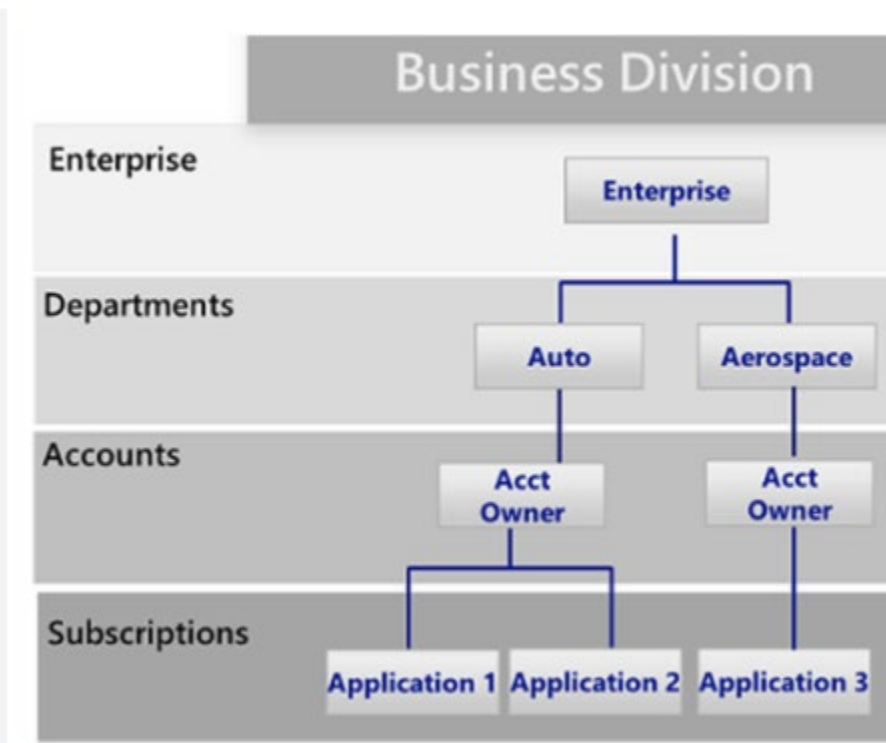 Business Division
Enterprise
Enterprise
Departments
Auto
Aerospace
Accounts
Acct
Owner
Acct
Owner
Subscriptions
Application 1
Application 2
Application 3